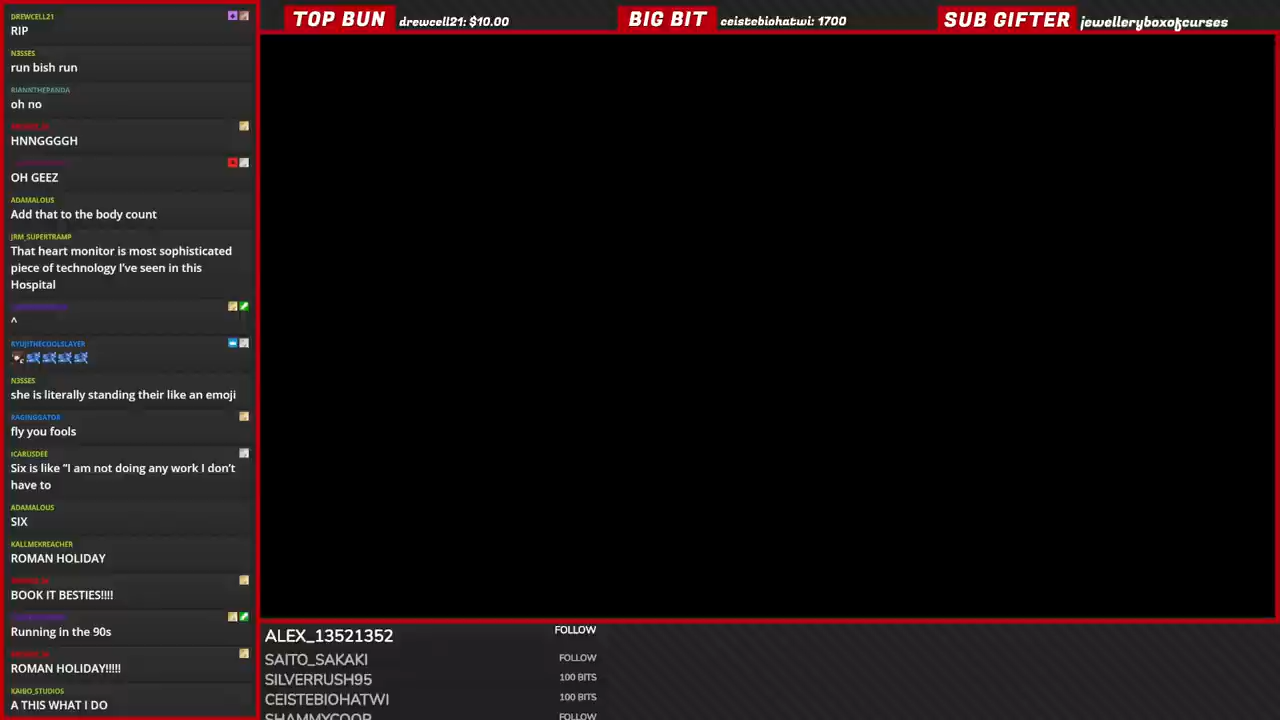 TOP BUN drewcell21: $10.00 BIG BIT ceistebiohatwi: 1700 SUB GIFTER jewelleryboxofcurses
DREWCELL21
RIP
N3SSES
run bish run
RIANNTHEPANDA
oh no
HNNGGGGH
OH GEEZ
ADAMALOUS
Add that to the body count
JRM_SUPERTRAMP
That heart monitor is most sophisticated
piece of technology I've seen in this
Hospital
^
RYUJITHECOOLSLAYER
N3SSES
she is literally standing their like an emoji
RAGINGGATOR
fly you fools
ICARUSDEE
Six is like “I am not doing any work I don’t
have to
ADAMALOUS
SIX
KALLMEKREACHER
ROMAN HOLIDAY
BOOK IT BESTIES!!!!
Running in the 90s
ROMAN HOLIDAY!!!!!
KAIBO_STUDIOS
A THIS WHAT I DO
ALEX_13521352 FOLLOW
SAITO_SAKAKI FOLLOW
SILVERRUSH95 100 BITS
CEISTEBIOHATWI 100 BITS
SHAMMYCOOP FOLLOW